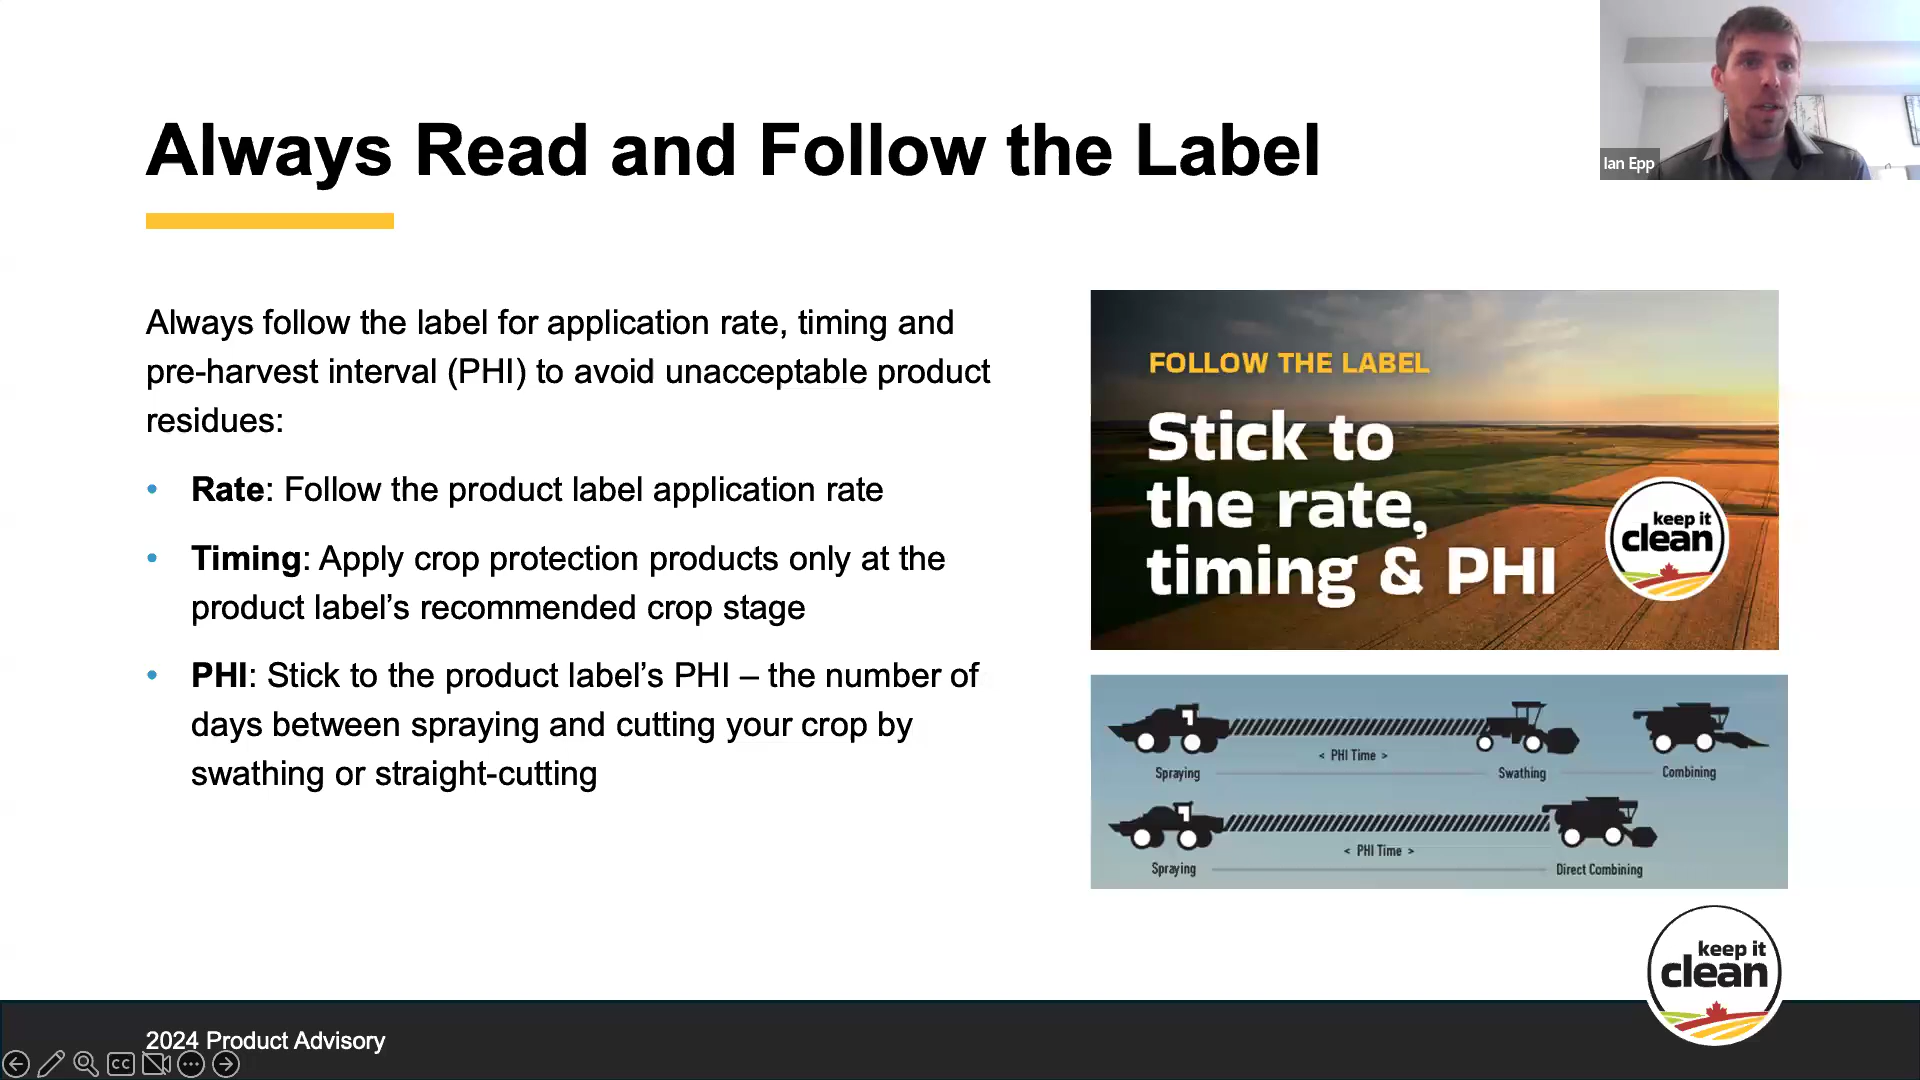 Ian Epp
Always Read and Follow the Label
Always follow the label for application rate, timing and
pre-harvest interval (PHI) to avoid unacceptable product
residues:
• Rate: Follow the product label application rate
• Timing: Apply crop protection products only at the
product label’s recommended crop stage
• PHI: Stick to the product label’s PHI – the number of
days between spraying and cutting your crop by
swathing or straight-cutting
FOLLOW THE LABEL
Stick to
the rate,
timing & PHI
keep it
clean
< PHI Time >
Spraying Swathing Combining
< PHI Time >
Spraying Direct Combining
keep it
clean
2024 Product Advisory
CC